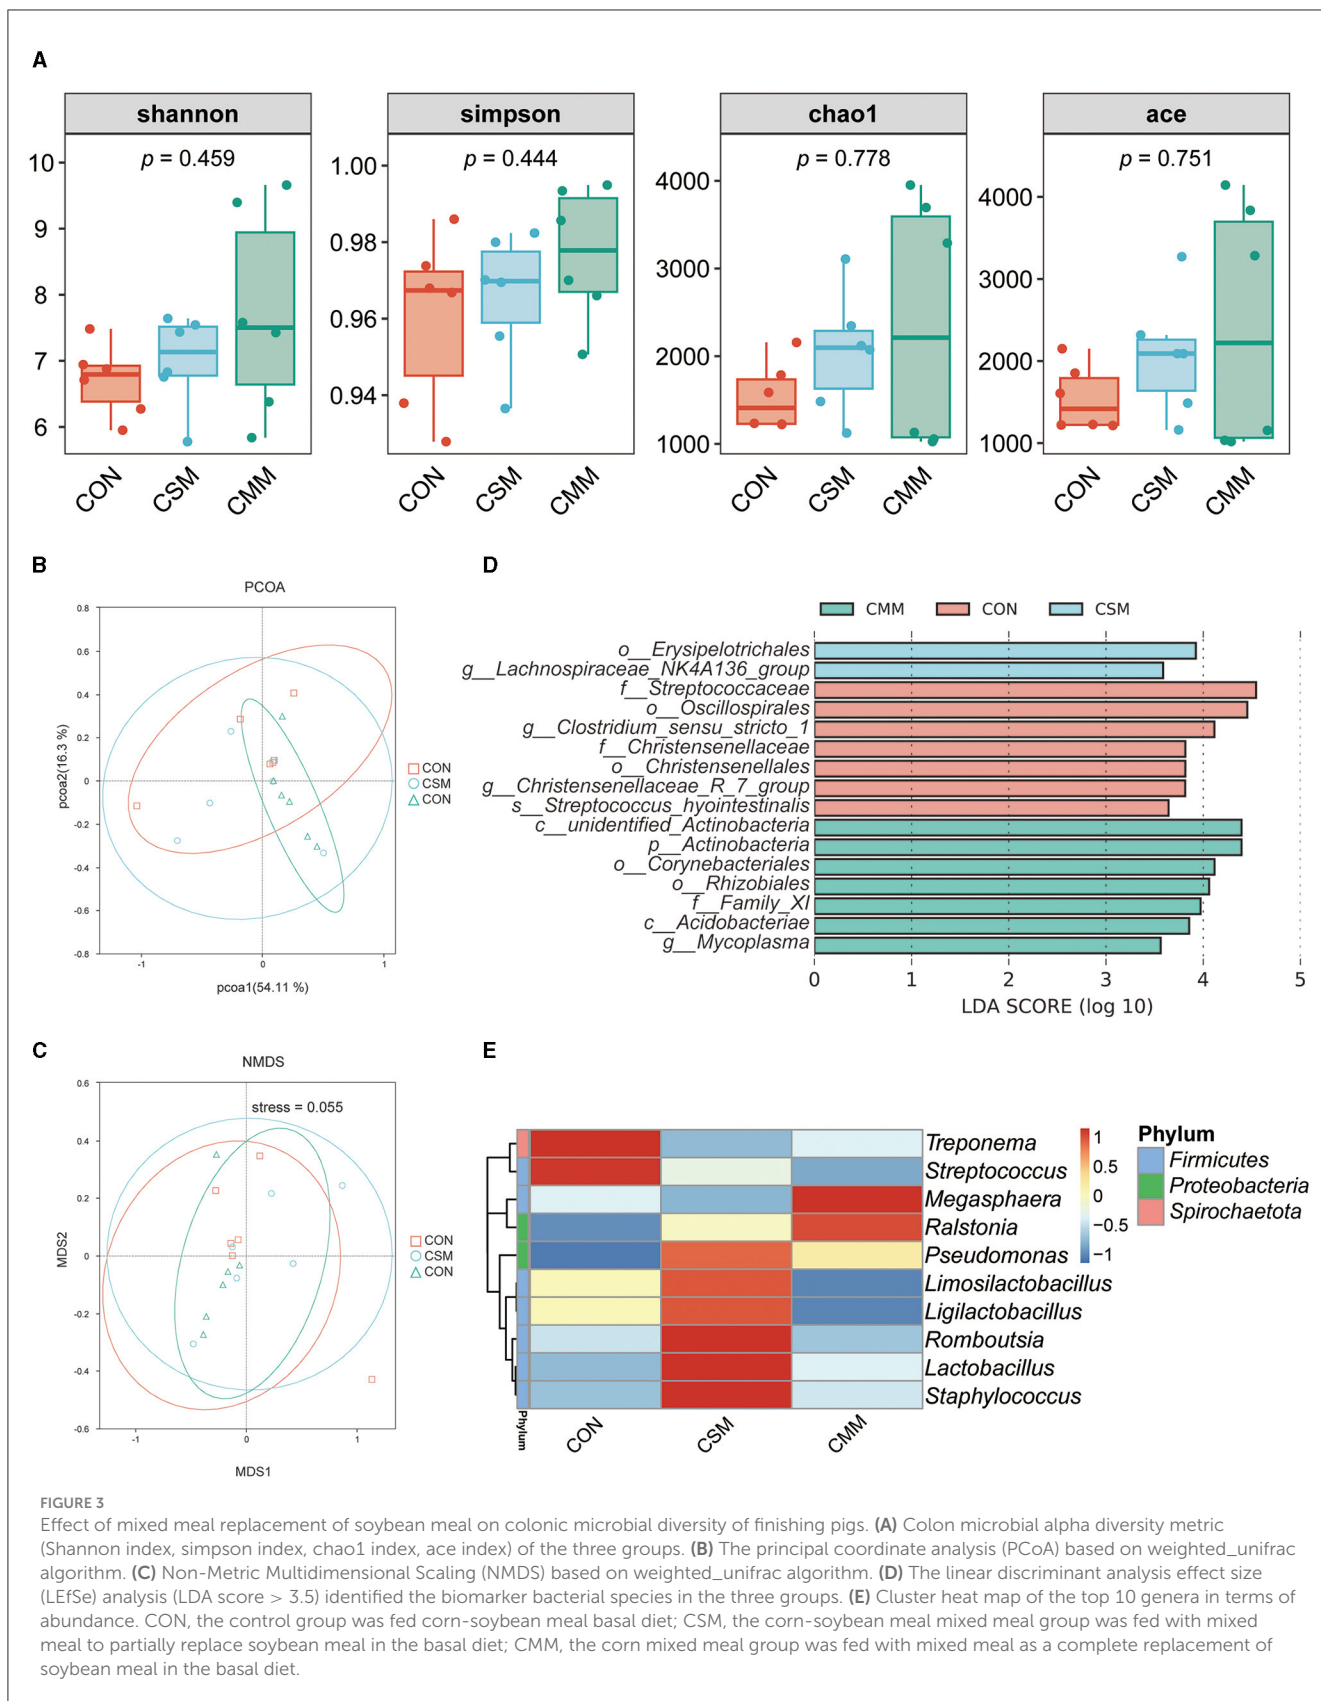 A
shannon
simpson
chao1
ace
p = 0.459
p = 0.444
p = 0.778
p = 0.751
10
9
8
7
6
1.00
0.98
0.96
0.94
4000
3000
2000
1000
4000
3000
2000
1000
CON
CSM
CMM
CON
CSM
CMM
CON
CSM
CMM
CON
CSM
CMM
B
PCOA
0.8
0.6
0.4
0.2
0
-0.2
-0.4
-0.6
-0.8
pcoa2(16.3 %)
-1
0
1
pcoa1(54.11 %)
CON
CSM
CON
D
CMM
CON
CSM
o__Erysipelotrichales
g__Lachnospiraceae_NK4A136_group
f__Streptococcaceae
o__Oscillospirales
g__Clostridium_sensu_stricto_1
f__Christensenellaceae
o__Christensenellales
g__Christensenellaceae_R_7_group
s__Streptococcus_hyointestinalis
c__unidentified_Actinobacteria
p__Actinobacteria
o__Corynebacteriales
o__Rhizobiales
f__Family_XI
c__Acidobacteriae
g__Mycoplasma
0
1
2
3
4
5
LDA SCORE (log 10)
C
NMDS
stress = 0.055
0.6
0.4
0.2
0
-0.2
-0.4
-0.6
MDS2
-1
0
1
MDS1
CON
CSM
CON
E
Treponema
Streptococcus
Megasphaera
Ralstonia
Pseudomonas
Limosilactobacillus
Ligilactobacillus
Romboutsia
Lactobacillus
Staphylococcus
Phylum
CON
CSM
CMM
1
0.5
0
−0.5
−1
Phylum
Firmicutes
Proteobacteria
Spirochaetota
FIGURE 3
Effect of mixed meal replacement of soybean meal on colonic microbial diversity of finishing pigs. (A) Colon microbial alpha diversity metric
(Shannon index, simpson index, chao1 index, ace index) of the three groups. (B) The principal coordinate analysis (PCoA) based on weighted_unifrac
algorithm. (C) Non-Metric Multidimensional Scaling (NMDS) based on weighted_unifrac algorithm. (D) The linear discriminant analysis effect size
(LEfSe) analysis (LDA score > 3.5) identified the biomarker bacterial species in the three groups. (E) Cluster heat map of the top 10 genera in terms of
abundance. CON, the control group was fed corn-soybean meal basal diet; CSM, the corn-soybean meal mixed meal group was fed with mixed
meal to partially replace soybean meal in the basal diet; CMM, the corn mixed meal group was fed with mixed meal as a complete replacement of
soybean meal in the basal diet.